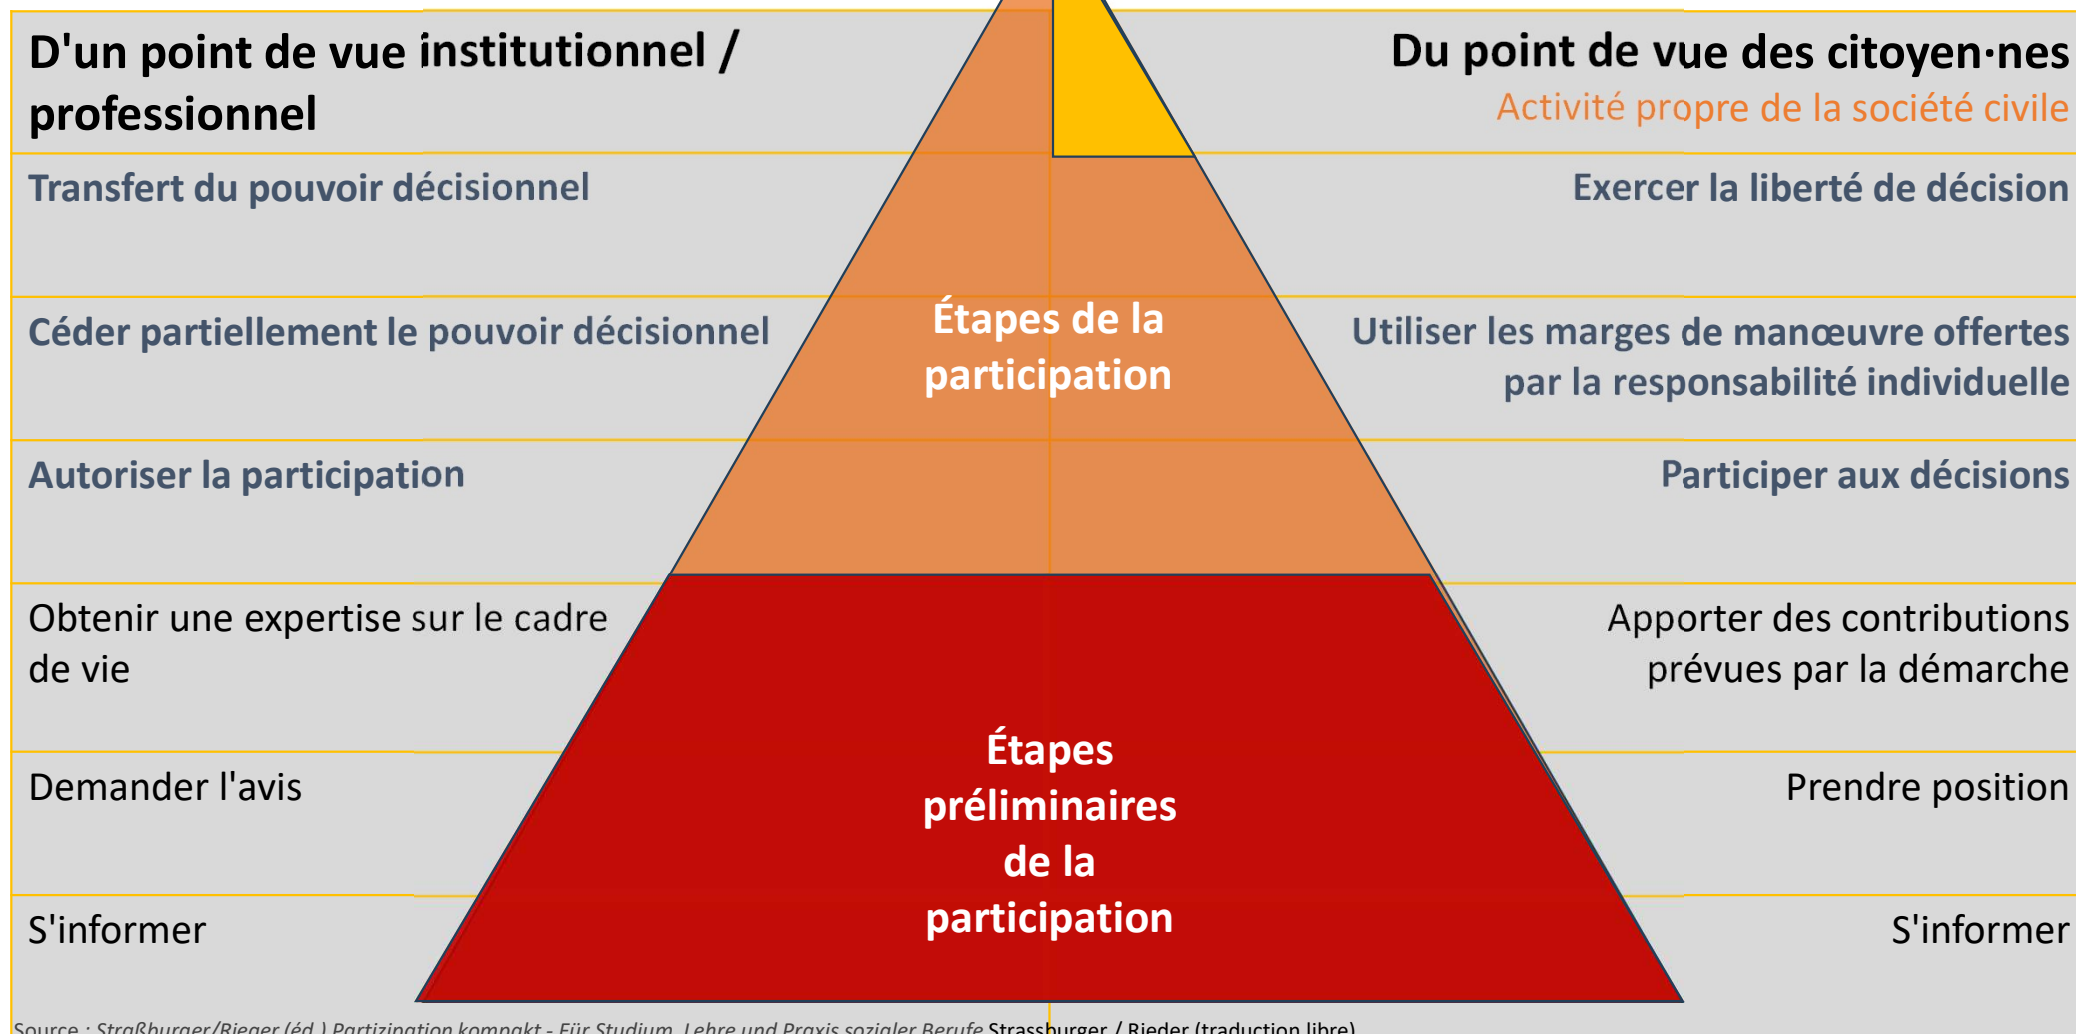 D'un point de vue institutionnel /
professionnel
Du point de vue des citoyen·nes
Activité propre de la société civile
Transfert du pouvoir décisionnel
Exercer la liberté de décision
Céder partiellement le pouvoir décisionnel
Étapes de la
participation
Utiliser les marges de manœuvre offertes
par la responsabilité individuelle
Autoriser la participation
Participer aux décisions
Obtenir une expertise sur le cadre
de vie
Apporter des contributions
prévues par la démarche
Demander l'avis
Étapes
préliminaires
de la
participation
Prendre position
S'informer
S'informer
Source : Straßburger/Rieger (éd.) Partizipation kompakt - Für Studium, Lehre und Praxis sozialer Berufe Strassburger / Rieder (traduction libre)